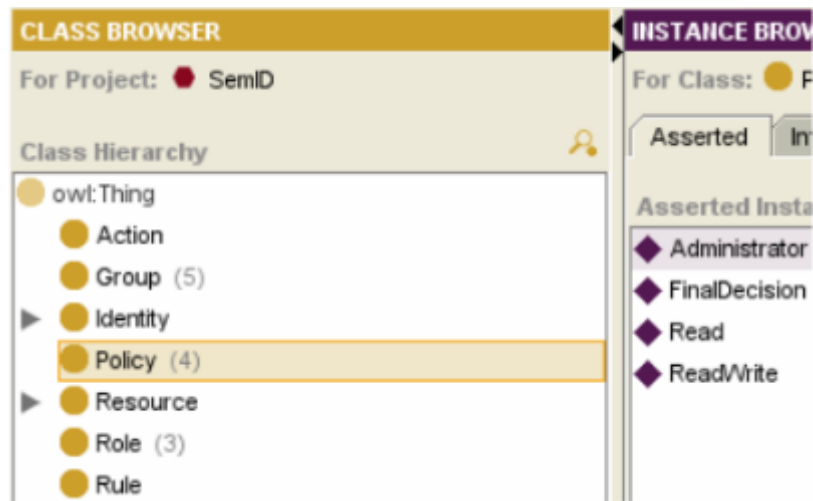 CLASS BROWSER
For Project: SemID
Class Hierarchy
owl:Thing
Action
Group (5)
Identity
Policy (4)
Resource
Role (3)
Rule
INSTANCE BROW
For Class:
Asserted
Asserted Insta
Administrator
FinalDecision
Read
ReadWrite